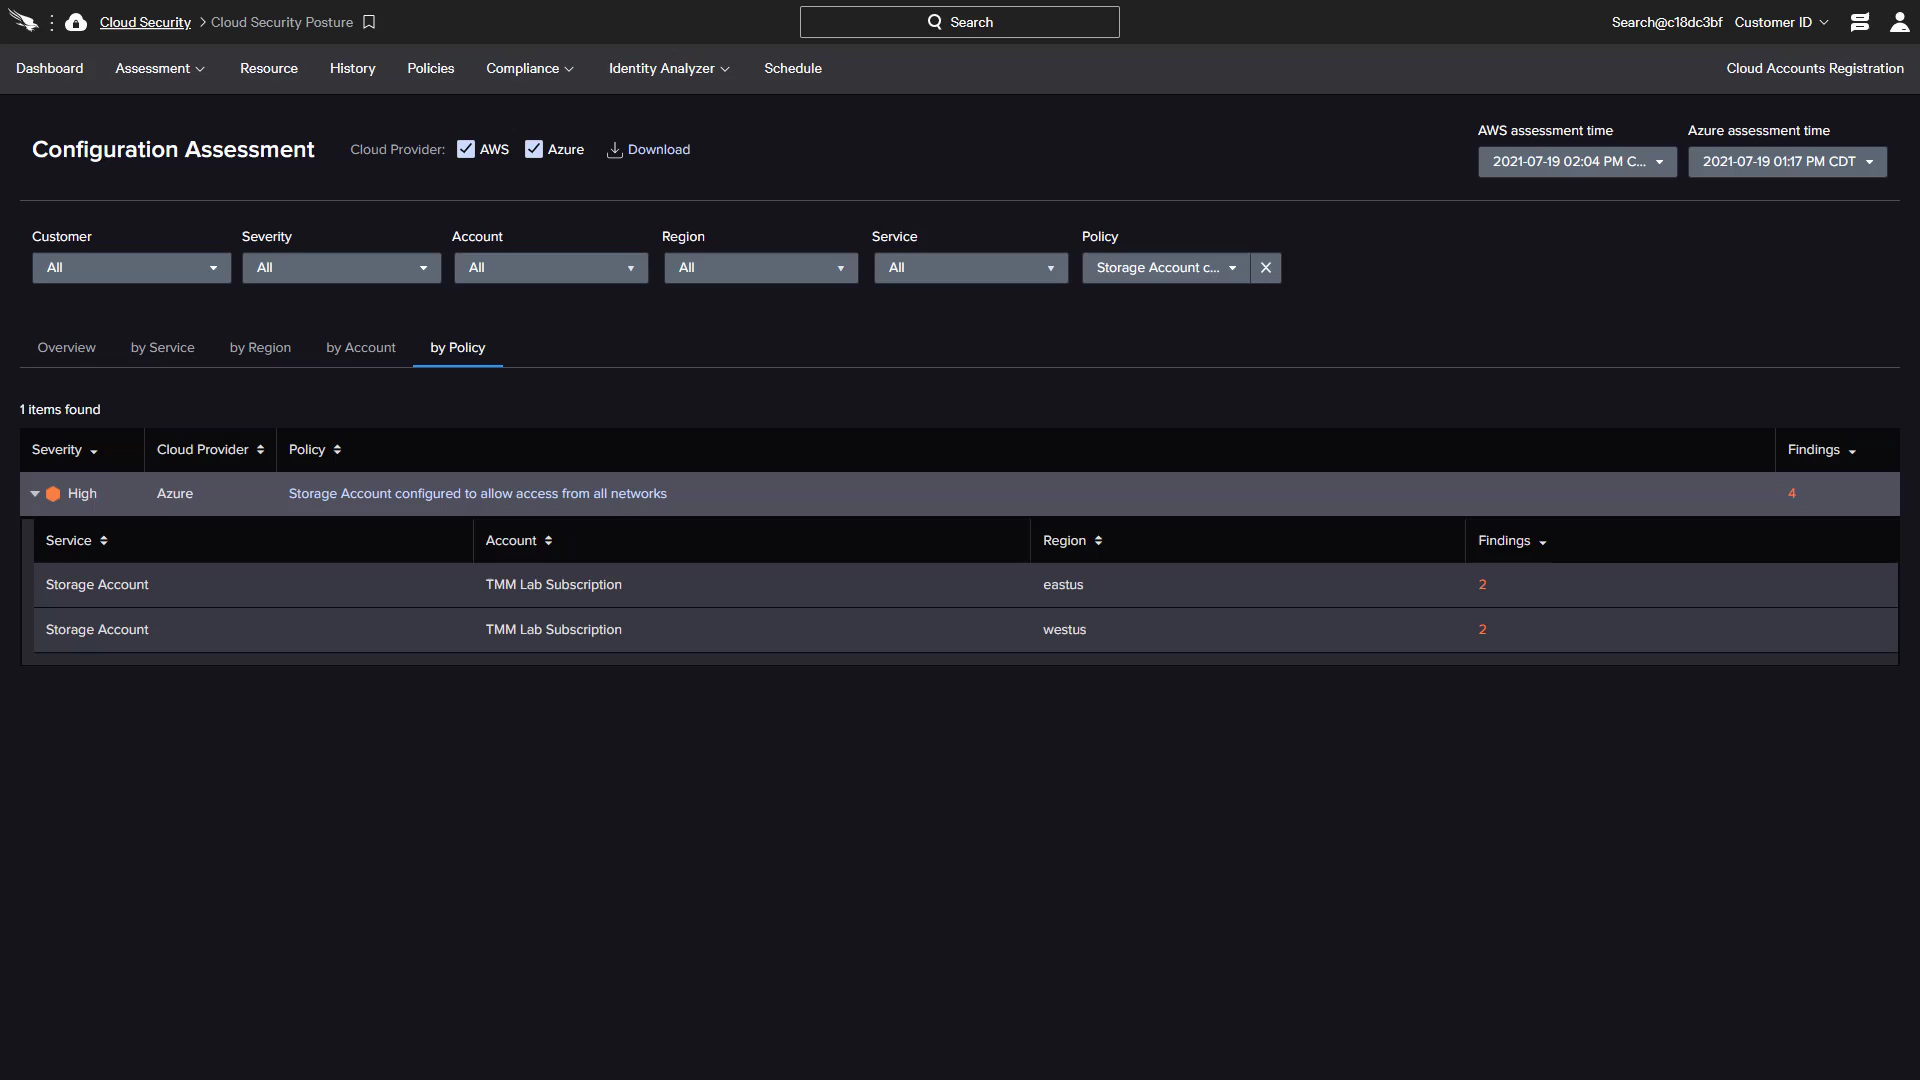 Cloud Security > Cloud Security Posture Search Search@c18dc3bf Customer ID
Dashboard Assessment Resource History Policies Compliance Identity Analyzer Schedule Cloud Accounts Registration
AWS assessment time Azure assessment time
Configuration Assessment Cloud Provider: AWS Azure Download
2021-07-19 02:04 PM C... 2021-07-19 01:17 PM CDT
Customer Severity Account Region Service Policy
All All All All All Storage Account c...
Overview by Service by Region by Account by Policy
1 items found
Severity Cloud Provider Policy Findings
High Azure Storage Account configured to allow access from all networks 4
Service Account Region Findings
Storage Account TMM Lab Subscription eastus 2
Storage Account TMM Lab Subscription westus 2